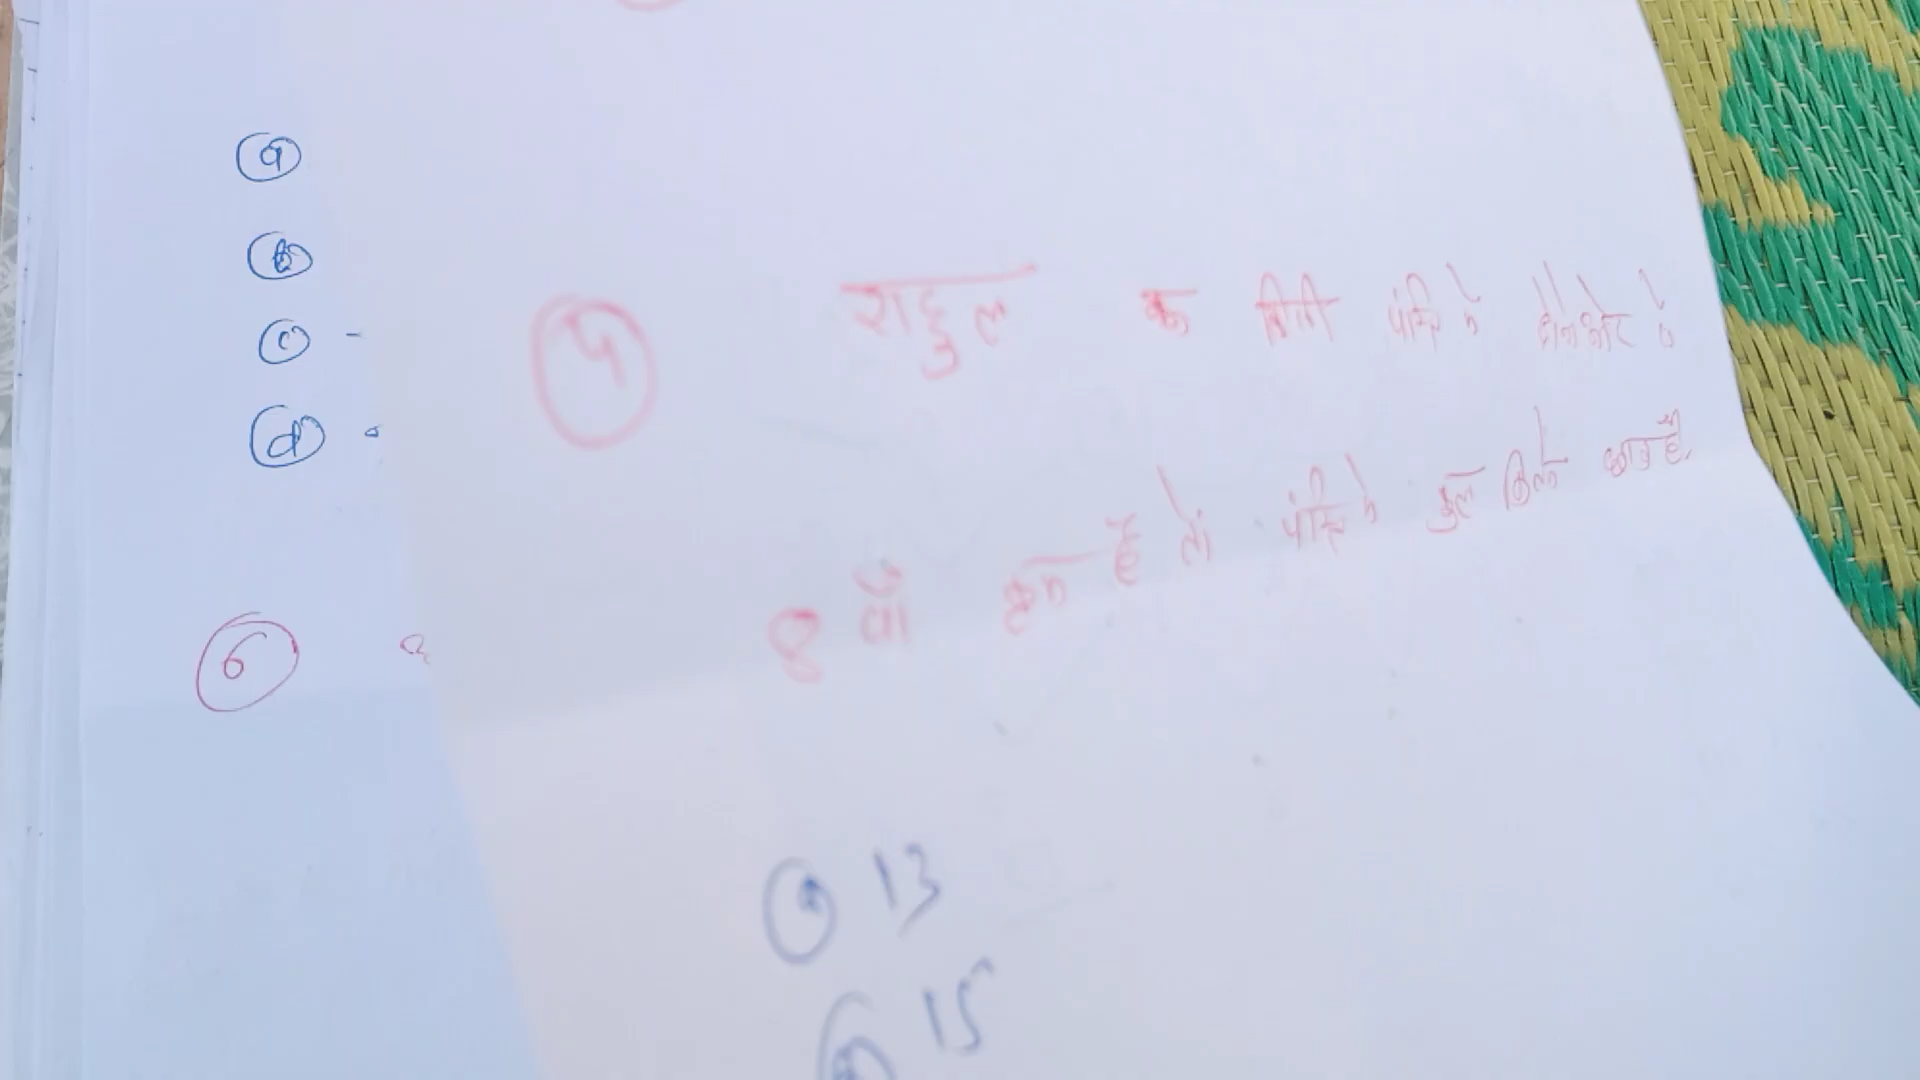 a
b
c -
d -
6
5 राहुल का किसी पंक्ति के दोनों ओर से
8 वाँ स्थान है तो पंक्ति में कुल कितने छात्र है.
a 13
15